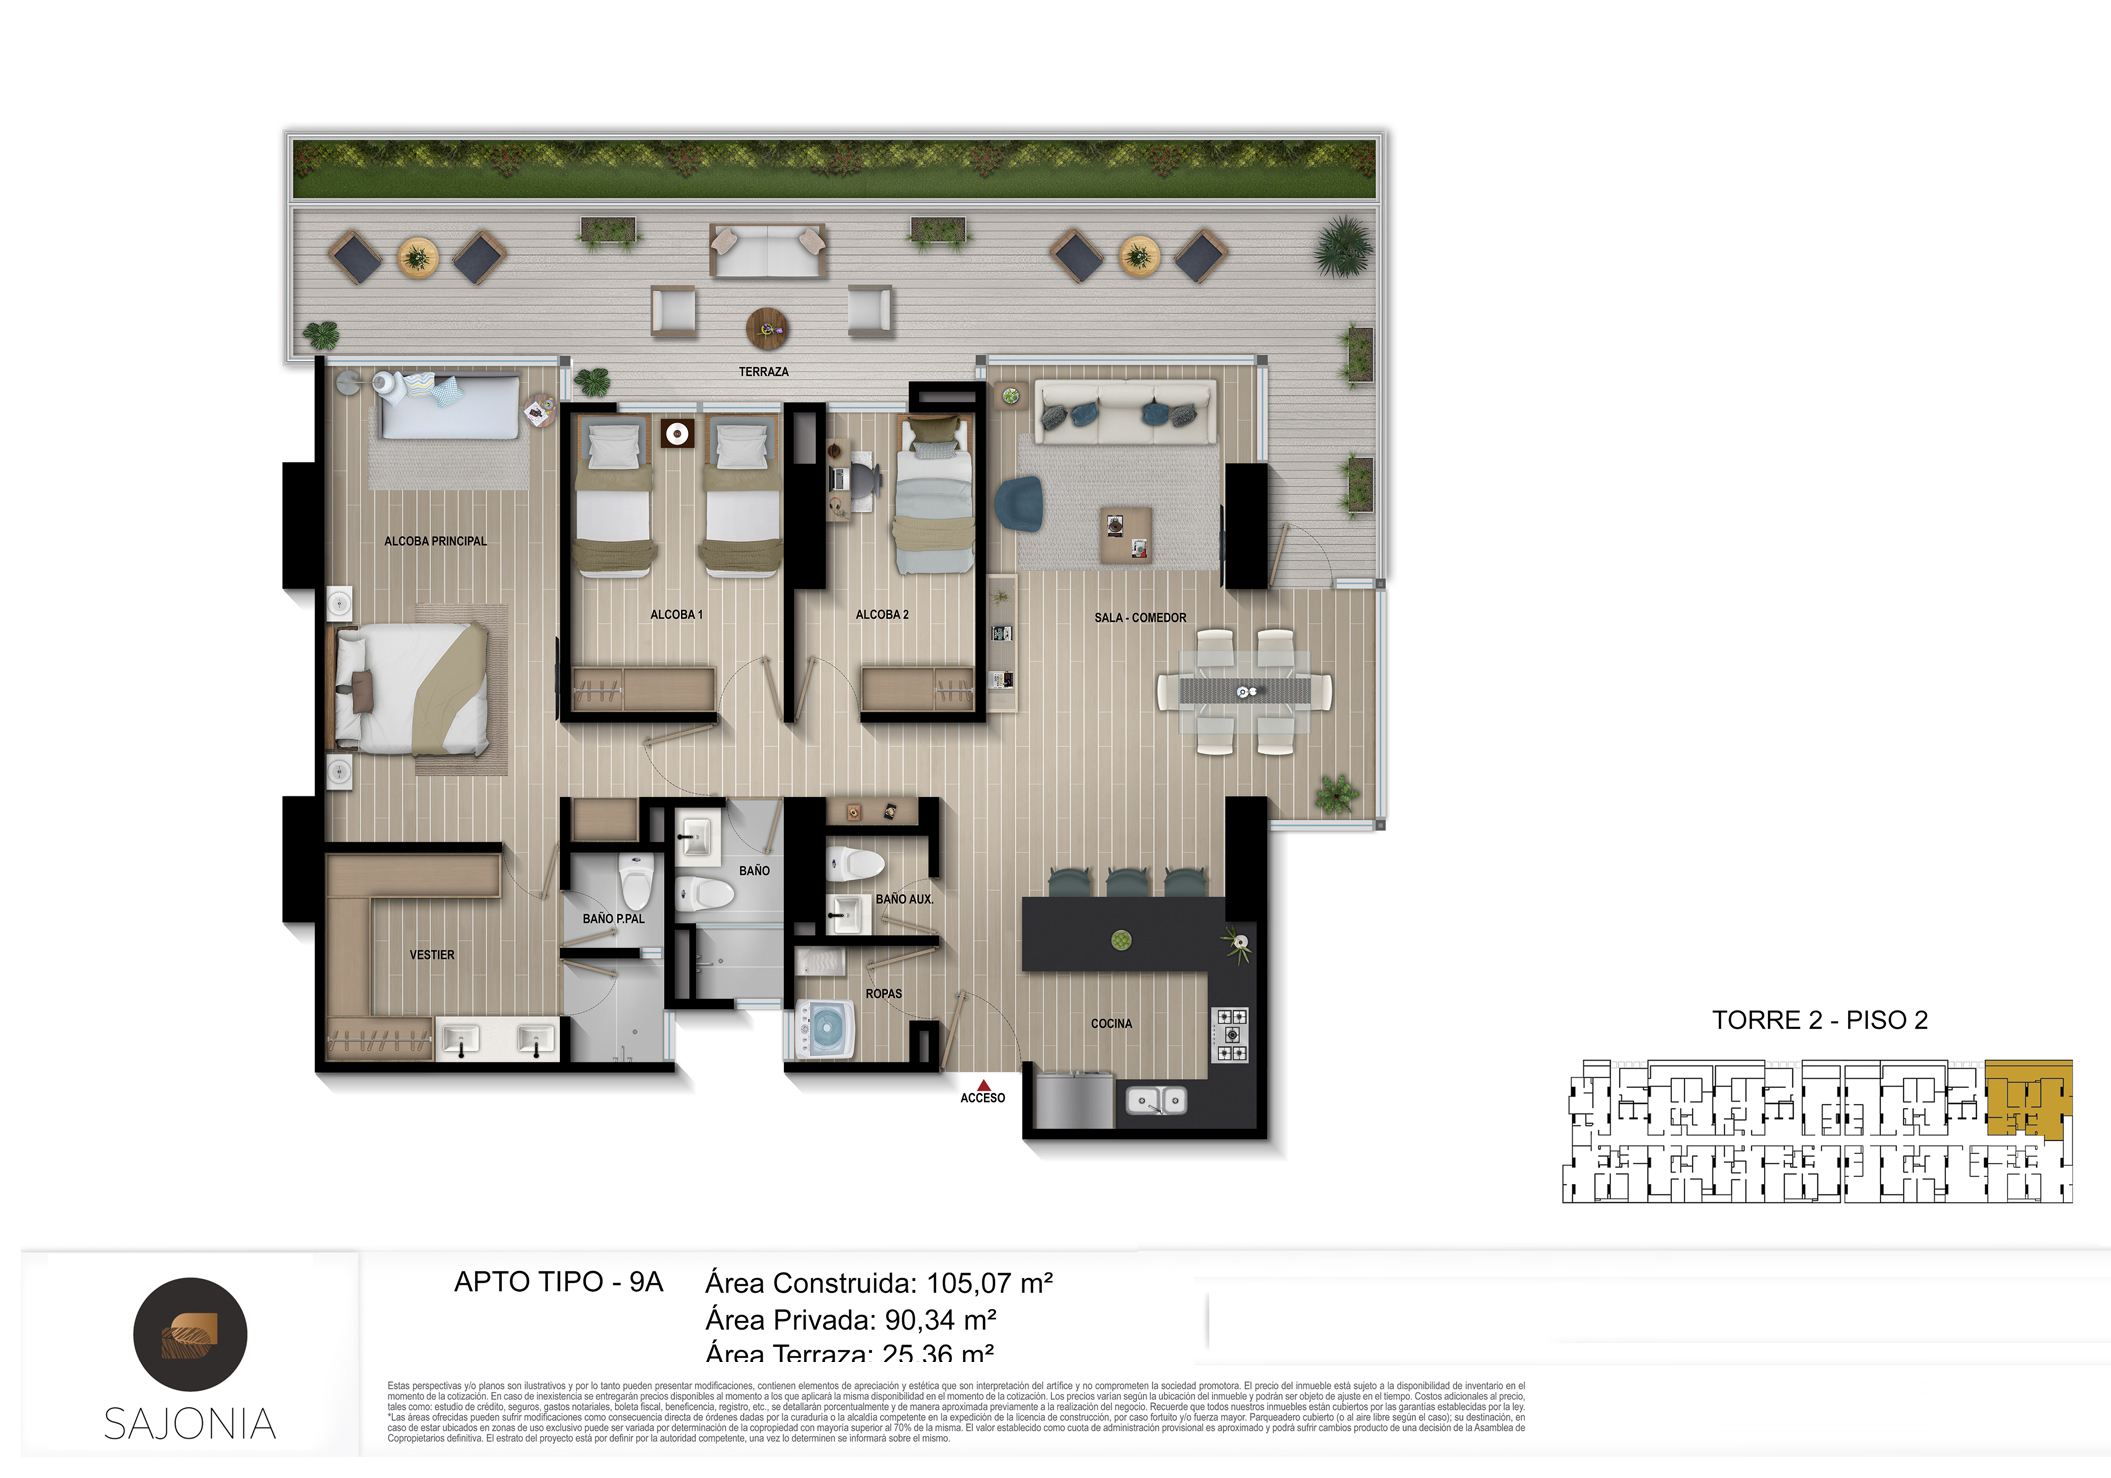 TERRAZA
ALCOBA PRINCIPAL
ALCOBA 1
ALCOBA 2
SALA - COMEDOR
BAÑO
BAÑO AUX.
BAÑO P.PAL
VESTIER
ROPAS
COCINA
ACCESO
TORRE 2 - PISO 2
APTO TIPO - 9A
Área Construida: 105,07 m²
Área Privada: 90,34 m²
Área Terraza: 25,36 m²
SAJONIA
Estas perspectivas y/o planos son ilustrativos y por lo tanto pueden presentar modificaciones, contienen elementos de apreciación y estética que son interpretación del artífice y no comprometen la sociedad promotora. El precio del inmueble está sujeto a la disponibilidad de inventario en el
momento de la cotización. En caso de inexistencia se entregarán precios disponibles al momento a los que aplicará la misma disponibilidad en el momento de la cotización. Los precios varían según la ubicación del inmueble y podrán ser objeto de ajuste en el tiempo. Costos adicionales al precio,
tales como: estudio de crédito, seguros, gastos notariales, boleta fiscal, beneficencia, registro, etc., se detallarán porcentualmente y de manera aproximada previamente a la realización del negocio. Recuerde que todos nuestros inmuebles están cubiertos por las garantías establecidas por la ley.
*Las áreas ofrecidas pueden sufrir modificaciones como consecuencia directa de órdenes dadas por la curaduría o la alcaldía competente en la expedición de la licencia de construcción, por caso fortuito y/o fuerza mayor. Parqueadero cubierto (o al aire libre según el caso); su destinación, en
caso de estar ubicados en zonas de uso exclusivo puede ser variada por determinación de la copropiedad con mayoría superior al 70% de la misma. El valor establecido como cuota de administración provisional es aproximado y podrá sufrir cambios producto de una decisión de la Asamblea de
Copropietarios definitiva. El estrato del proyecto está por definir por la autoridad competente, una vez lo determinen se informará sobre el mismo.